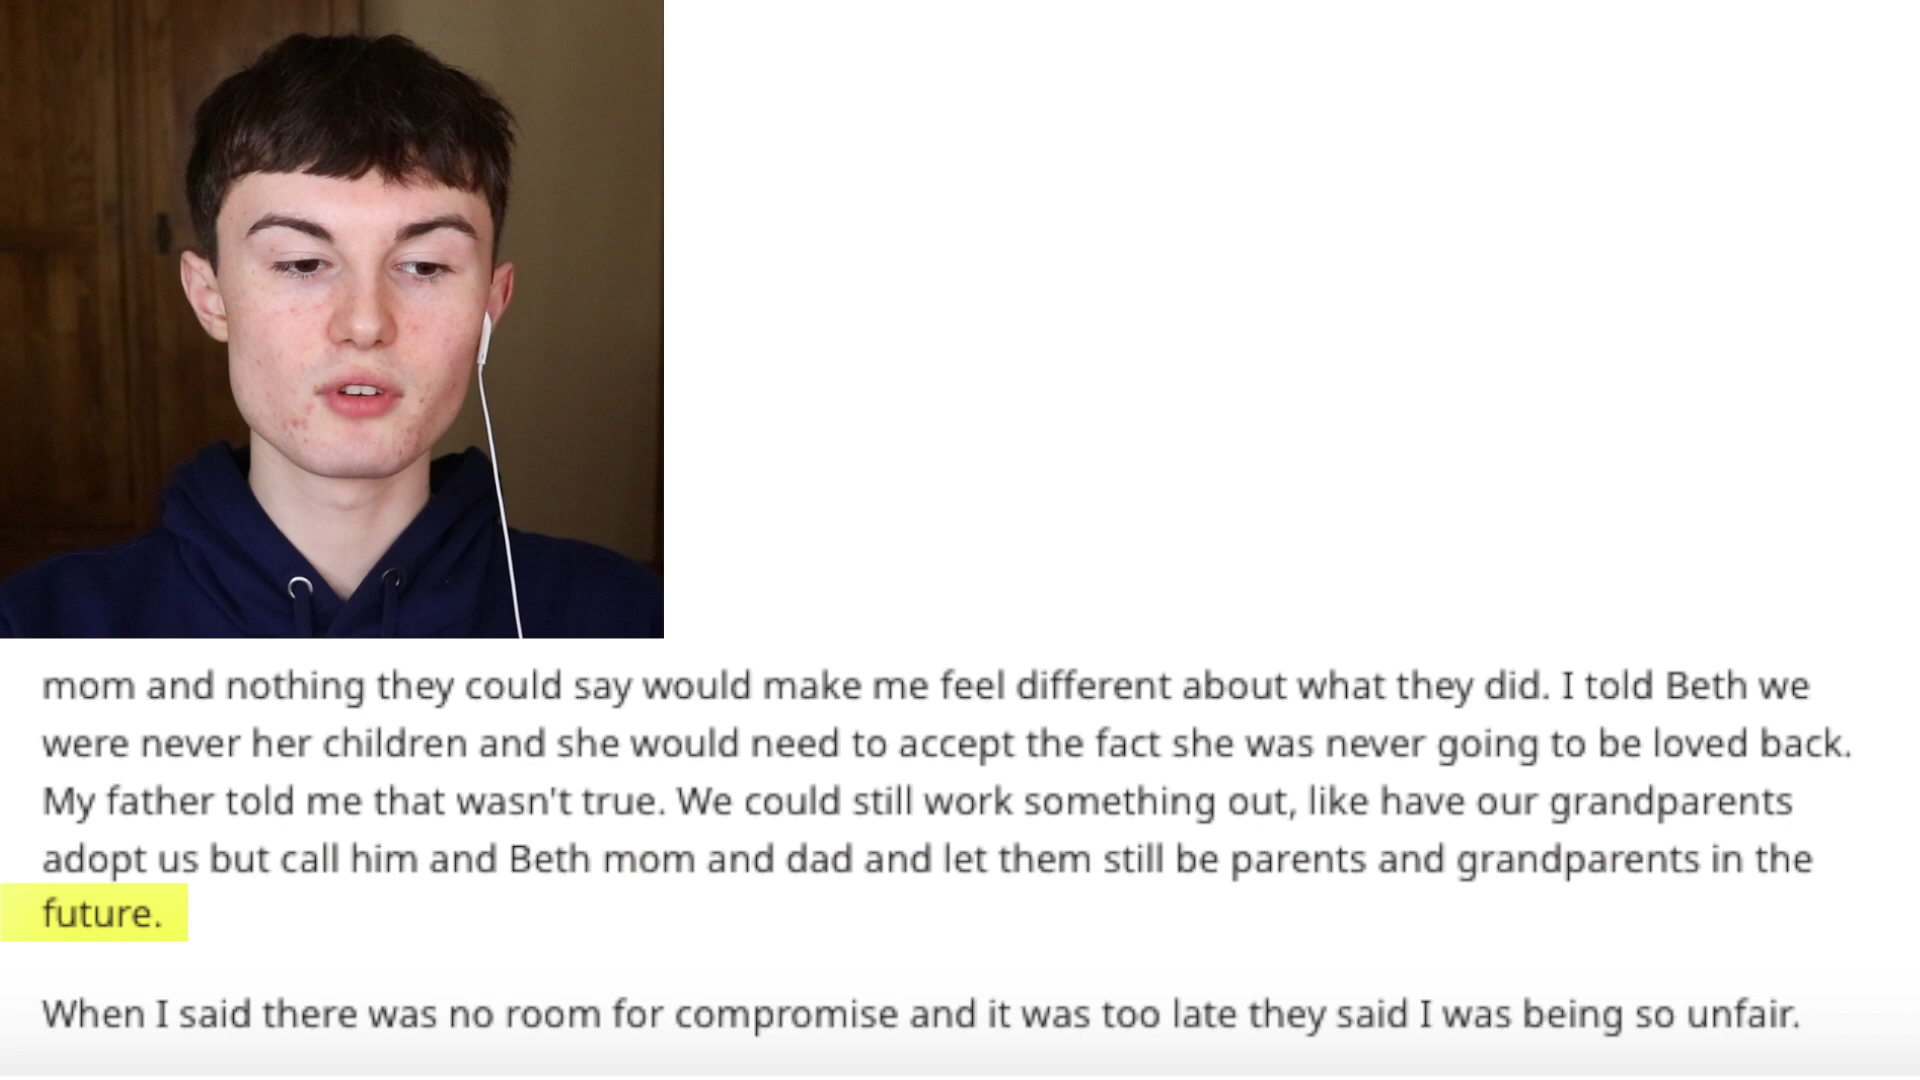 mom and nothing they could say would make me feel different about what they did. I told Beth we
were never her children and she would need to accept the fact she was never going to be loved back.
My father told me that wasn't true. We could still work something out, like have our grandparents
adopt us but call him and Beth mom and dad and let them still be parents and grandparents in the
future.
When I said there was no room for compromise and it was too late they said I was being so unfair.